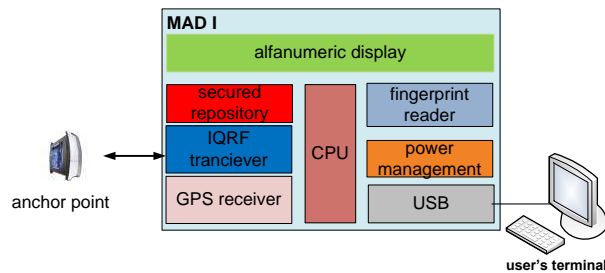 MAD I
alfanumeric display
secured
repository
fingerprint
reader
IQRF
tranciever
CPU
power
management
anchor point
GPS receiver
USB
user's terminal